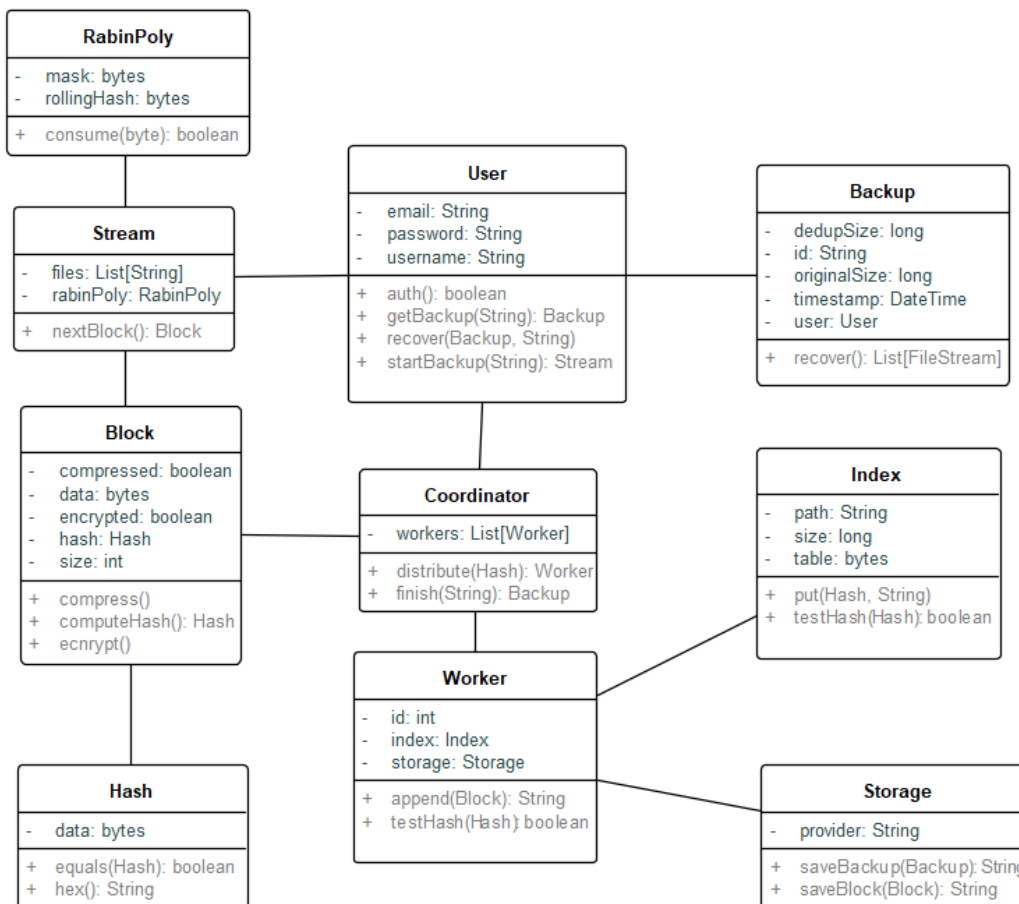 RabinPoly
- mask: bytes
- rollingHash: bytes
+ consume(byte): boolean
Stream
- files: List[String]
- rabinPoly: RabinPoly
+ nextBlock(): Block
User
- email: String
- password: String
- username: String
+ auth(): boolean
+ getBackup(String): Backup
+ recover(Backup, String)
+ startBackup(String): Stream
Backup
- dedupSize: long
- id: String
- originalSize: long
- timestamp: DateTime
- user: User
+ recover(): List[FileStream]
Block
- compressed: boolean
- data: bytes
- encrypted: boolean
- hash: Hash
- size: int
+ compress()
+ computeHash(): Hash
+ ecnrypt()
Coordinator
- workers: List[Worker]
+ distribute(Hash): Worker
+ finish(String): Backup
Index
- path: String
- size: long
- table: bytes
+ put(Hash, String)
+ testHash(Hash): boolean
Worker
- id: int
- index: Index
- storage: Storage
+ append(Block): String
+ testHash(Hash): boolean
Hash
- data: bytes
+ equals(Hash): boolean
+ hex(): String
Storage
- provider: String
+ saveBackup(Backup): String
+ saveBlock(Block): String